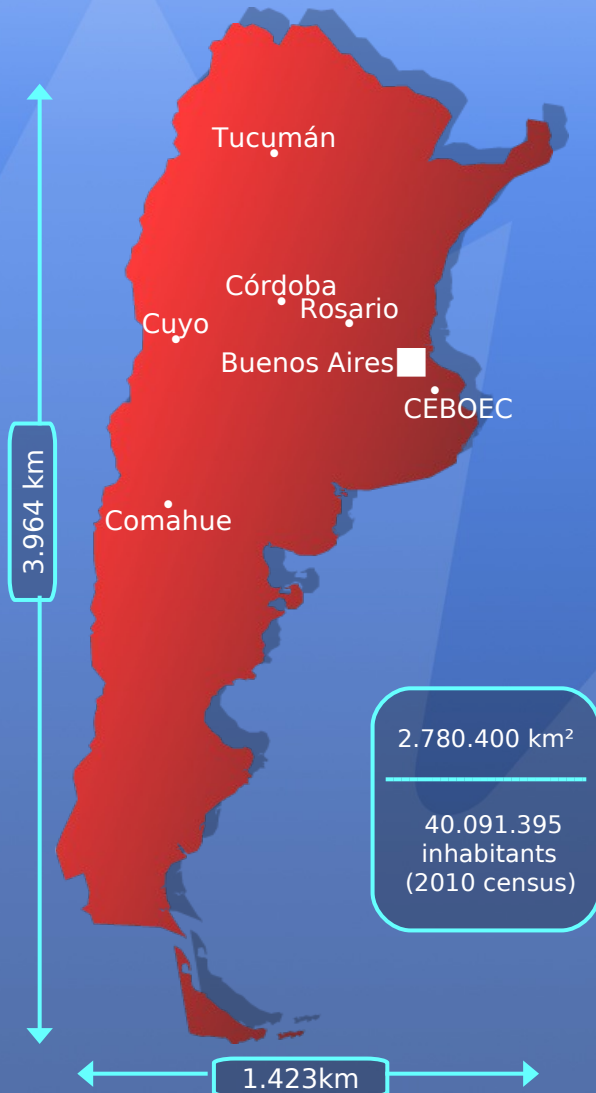 Tucumán
Córdoba
Rosario
Cuyo
Buenos Aires
CEBOEC
3.964 km
Comahue
2.780.400 km²
40.091.395
inhabitants
(2010 census)
1.423km